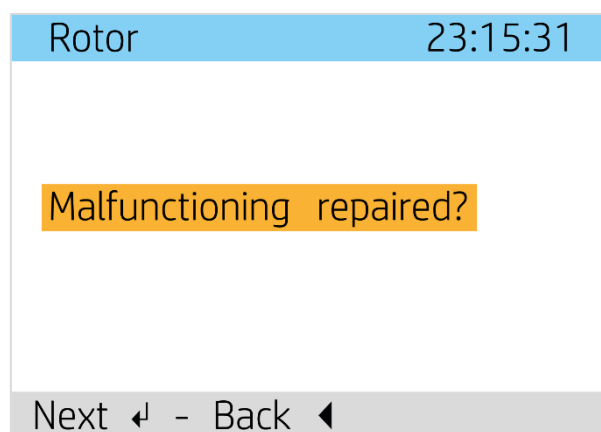 Rotor 23:15:31
Malfunctioning repaired?
Next ↲ - Back ◀